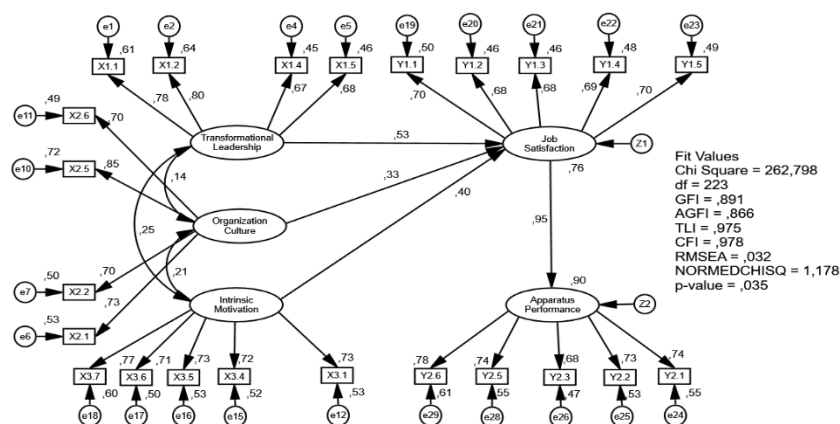 e1 e2 e4 e5 e19 e20 e21 e22 e23
,61 ,64 ,45 ,46 ,50 ,46 ,46 ,48 ,49
X1.1 X1.2 X1.4 X1.5 Y1.1 Y1.2 Y1.3 Y1.4 Y1.5
,78 ,80 ,67 ,68 ,70 ,68 ,68 ,69 ,70
,49
e11 X2.6 ,70
Transformational
Leadership
,53
Job
Satisfaction
Z1
,76
,72
e10 X2.5 ,85
,14
,33
,40
Organization
Culture
,25
,95
,50
e7 X2.2 ,70
,21
,53
e6 X2.1 ,73
Intrinsic
Motivation
,90
Apparatus
Performance
Z2
,77 ,71 ,73 ,72 ,73 ,78 ,74 ,68 ,73 ,74
X3.7 X3.6 X3.5 X3.4 X3.1 Y2.6 Y2.5 Y2.3 Y2.2 Y2.1
,60 ,50 ,53 ,52 ,53 ,61 ,55 ,47 ,53 ,55
e18 e17 e16 e15 e12 e29 e28 e26 e25 e24
Fit Values
Chi Square = 262,798
df = 223
GFI = ,891
AGFI = ,866
TLI = ,975
CFI = ,978
RMSEA = ,032
NORMEDCHISQ = 1,178
p-value = ,035